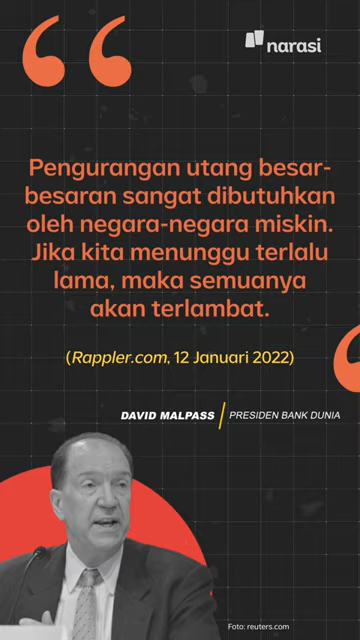 narasi
Pengurangan utang besar-
besaran sangat dibutuhkan
oleh negara-negara miskin.
Jika kita menunggu terlalu
lama, maka semuanya
akan terlambat.
(Rappler.com, 12 Januari 2022)
DAVID MALPASS / PRESIDEN BANK DUNIA
Foto: reuters.com